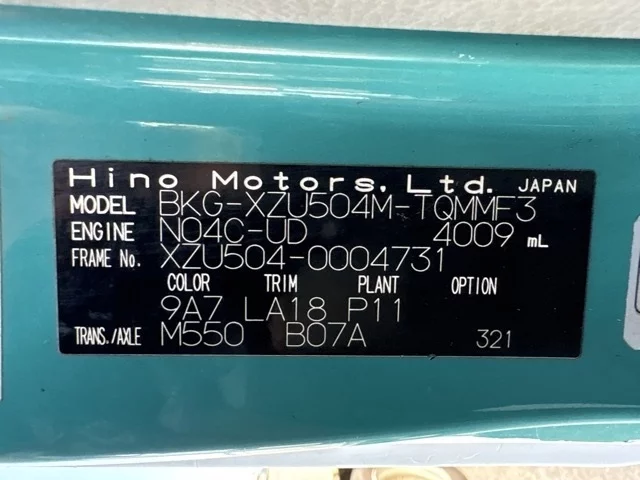 Hino Motors, Ltd. JAPAN
MODEL BKG-XZU504M-TQMMF3
ENGINE N04C-UD 4009 mL
FRAME No. XZU504-0004731
COLOR TRIM PLANT OPTION
9A7 LA18 P11
TRANS./AXLE M550 B07A 321